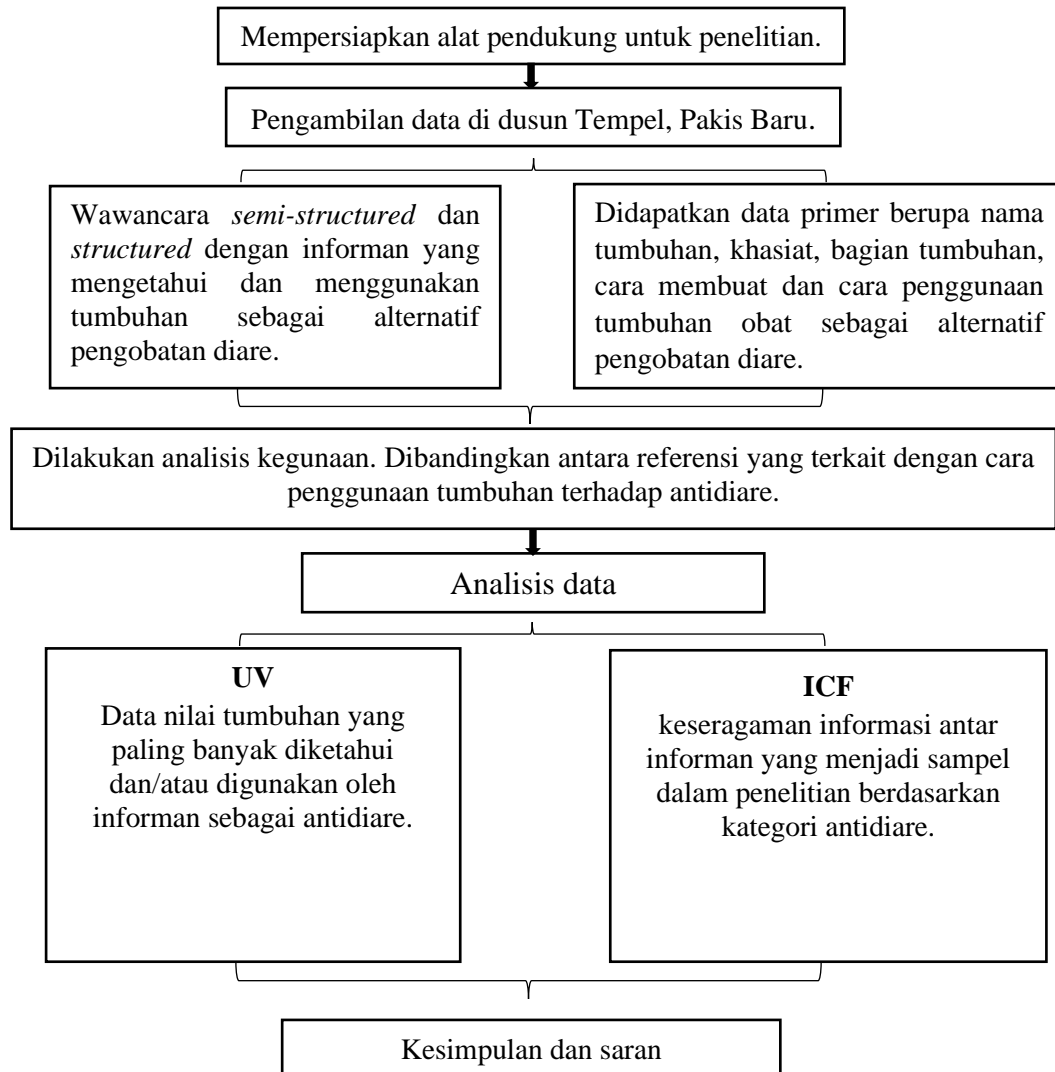 Mempersiapkan alat pendukung untuk penelitian.
Pengambilan data di dusun Tempel, Pakis Baru.
Wawancara semi-structured dan
structured dengan informan yang
mengetahui dan menggunakan
tumbuhan sebagai alternatif
pengobatan diare.
Didapatkan data primer berupa nama
tumbuhan, khasiat, bagian tumbuhan,
cara membuat dan cara penggunaan
tumbuhan obat sebagai alternatif
pengobatan diare.
Dilakukan analisis kegunaan. Dibandingkan antara referensi yang terkait dengan cara
penggunaan tumbuhan terhadap antidiare.
Analisis data
UV
Data nilai tumbuhan yang
paling banyak diketahui
dan/atau digunakan oleh
informan sebagai antidiare.
ICF
keseragaman informasi antar
informan yang menjadi sampel
dalam penelitian berdasarkan
kategori antidiare.
Kesimpulan dan saran